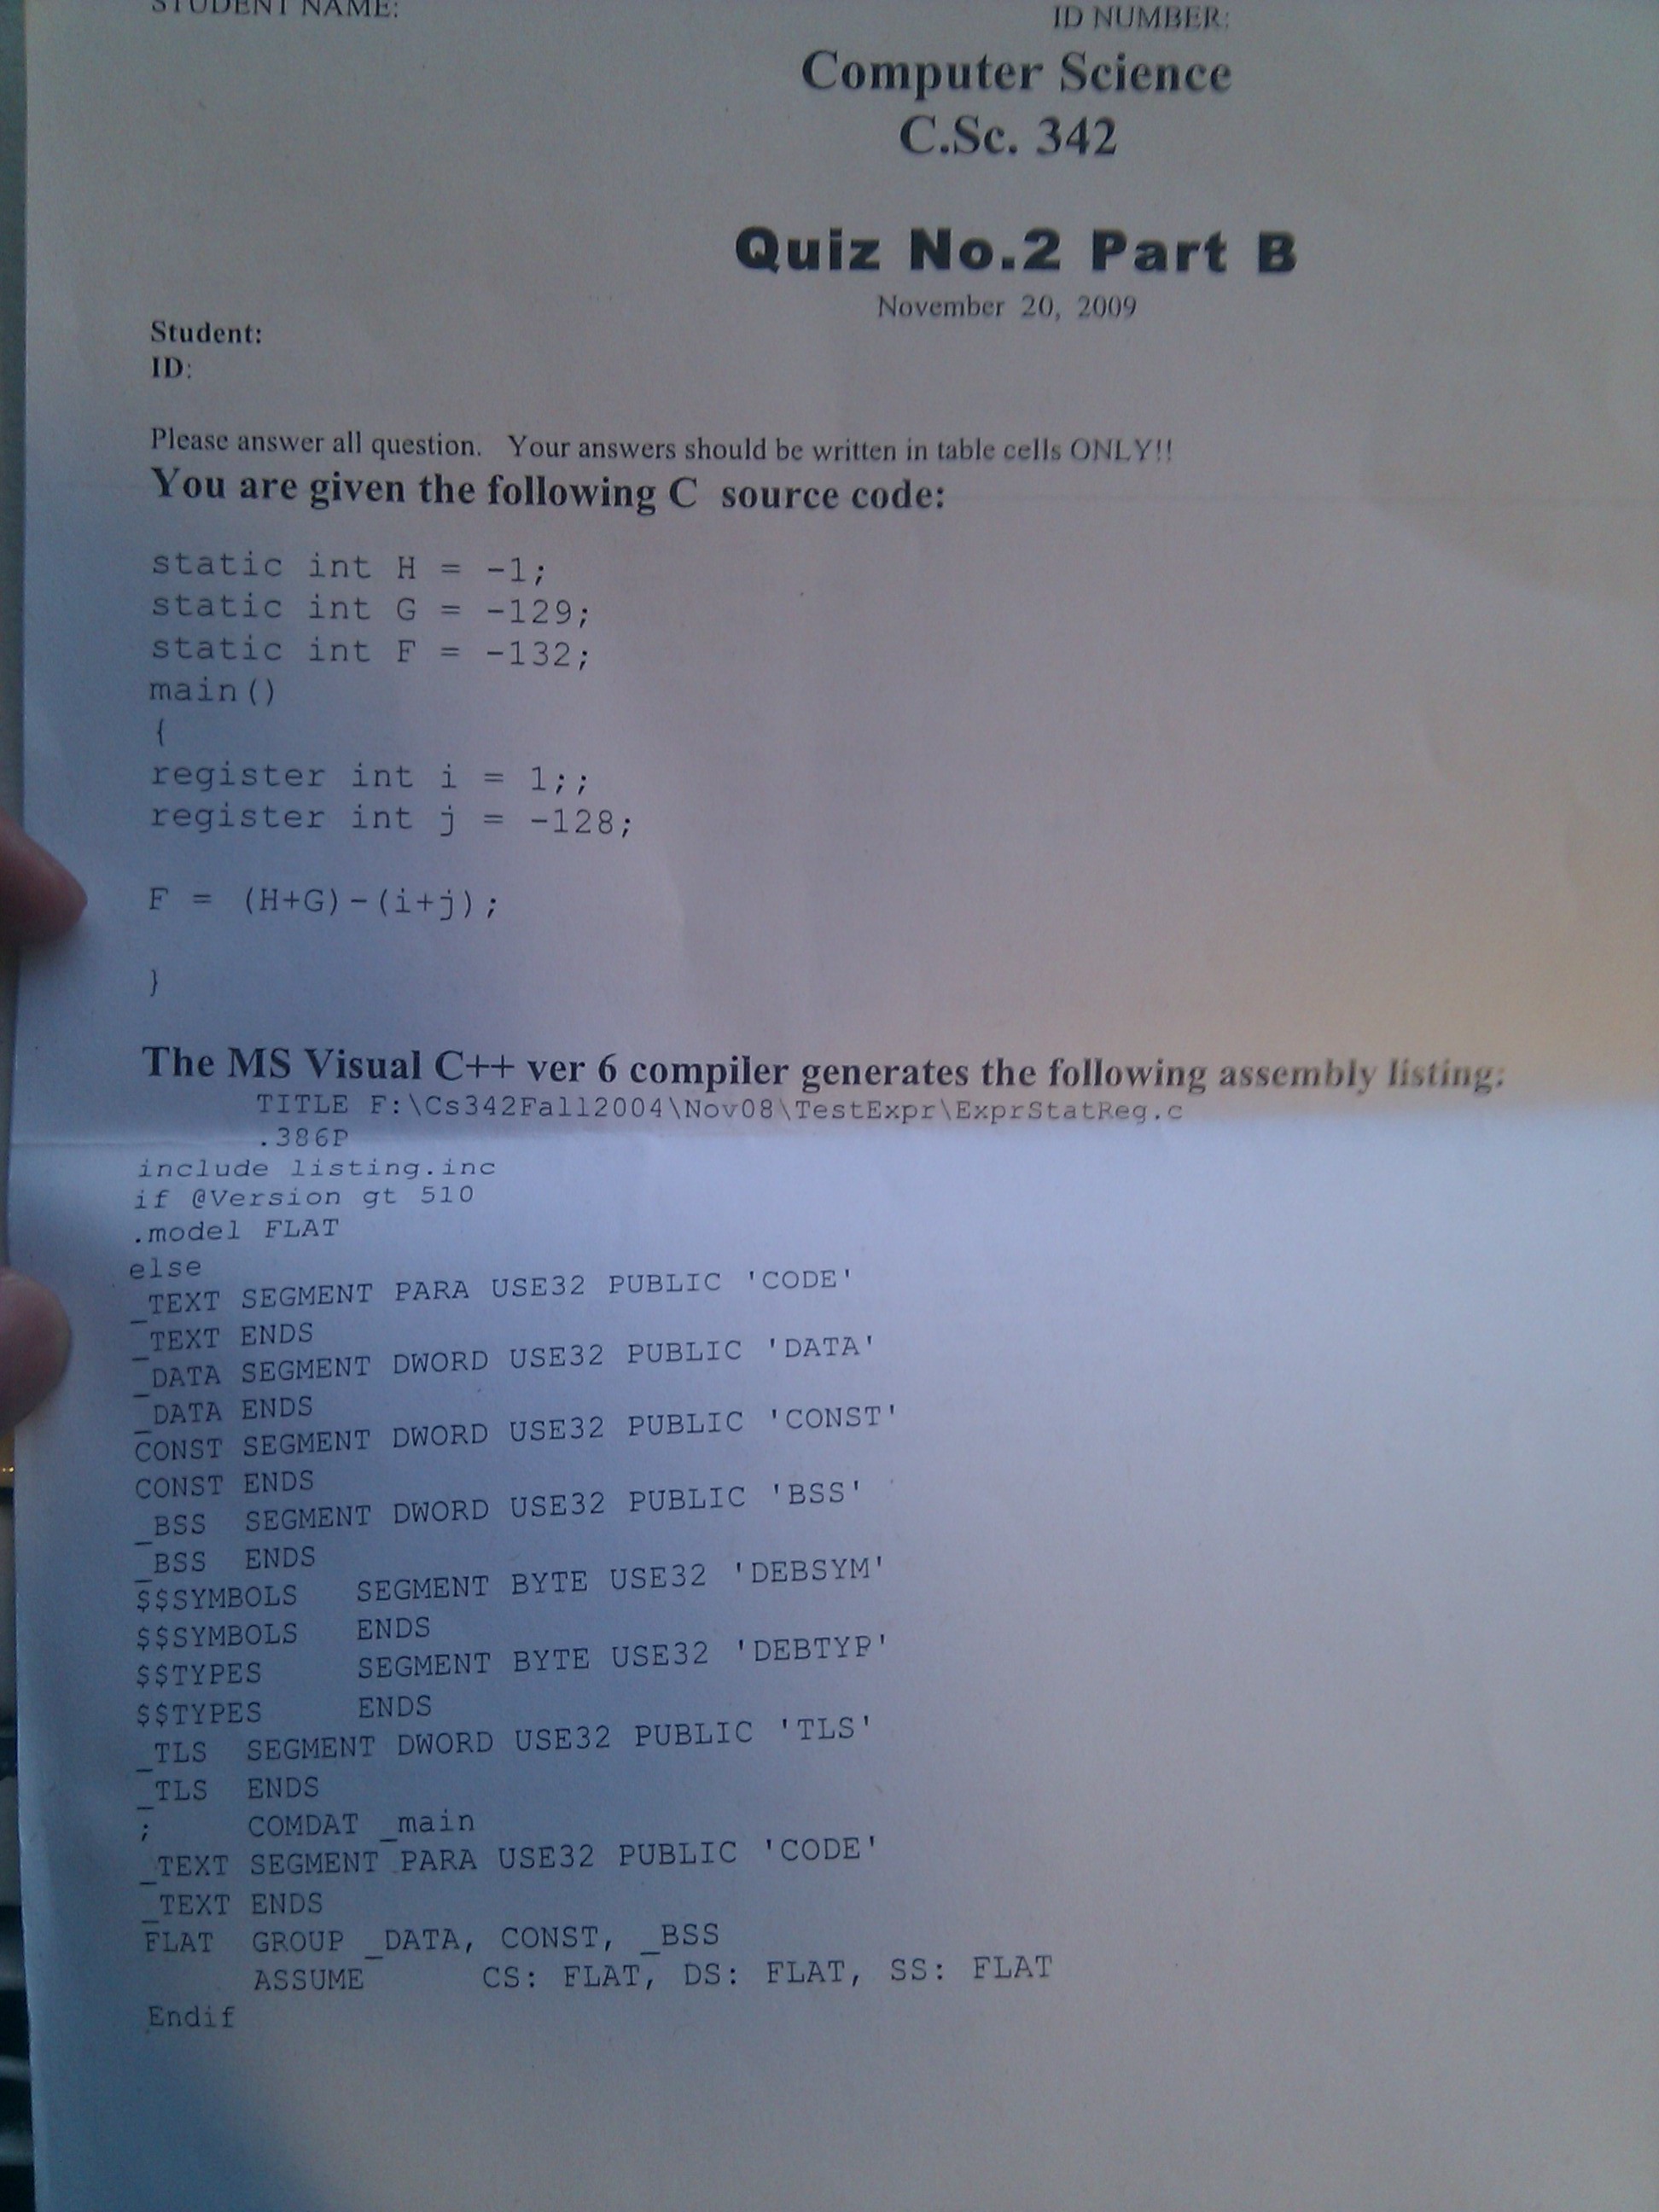 STUDENT NAME:
ID NUMBER:
Computer Science
C.Sc. 342
Quiz No.2 Part B
November 20, 2009
Student:
ID:
Please answer all question. Your answers should be written in table cells ONLY!!
You are given the following C source code:
static int H = -1;
static int G = -129;
static int F = -132;
main()
{
register int i = 1;;
register int j = -128;
F = (H+G)-(i+j);
}
The MS Visual C++ ver 6 compiler generates the following assembly listing:
TITLE F:\Cs342Fall2004\Nov08\TestExpr\ExprStatReg.c
.386P
include listing.inc
if @Version gt 510
.model FLAT
else
_TEXT SEGMENT PARA USE32 PUBLIC 'CODE'
_TEXT ENDS
_DATA SEGMENT DWORD USE32 PUBLIC 'DATA'
_DATA ENDS
CONST SEGMENT DWORD USE32 PUBLIC 'CONST'
CONST ENDS
_BSS SEGMENT DWORD USE32 PUBLIC 'BSS'
_BSS ENDS
$$SYMBOLS SEGMENT BYTE USE32 'DEBSYM'
$$SYMBOLS ENDS
$$TYPES SEGMENT BYTE USE32 'DEBTYP'
$$TYPES ENDS
_TLS SEGMENT DWORD USE32 PUBLIC 'TLS'
_TLS ENDS
; COMDAT _main
_TEXT SEGMENT PARA USE32 PUBLIC 'CODE'
_TEXT ENDS
FLAT GROUP _DATA, CONST, _BSS
ASSUME CS: FLAT, DS: FLAT, SS: FLAT
Endif